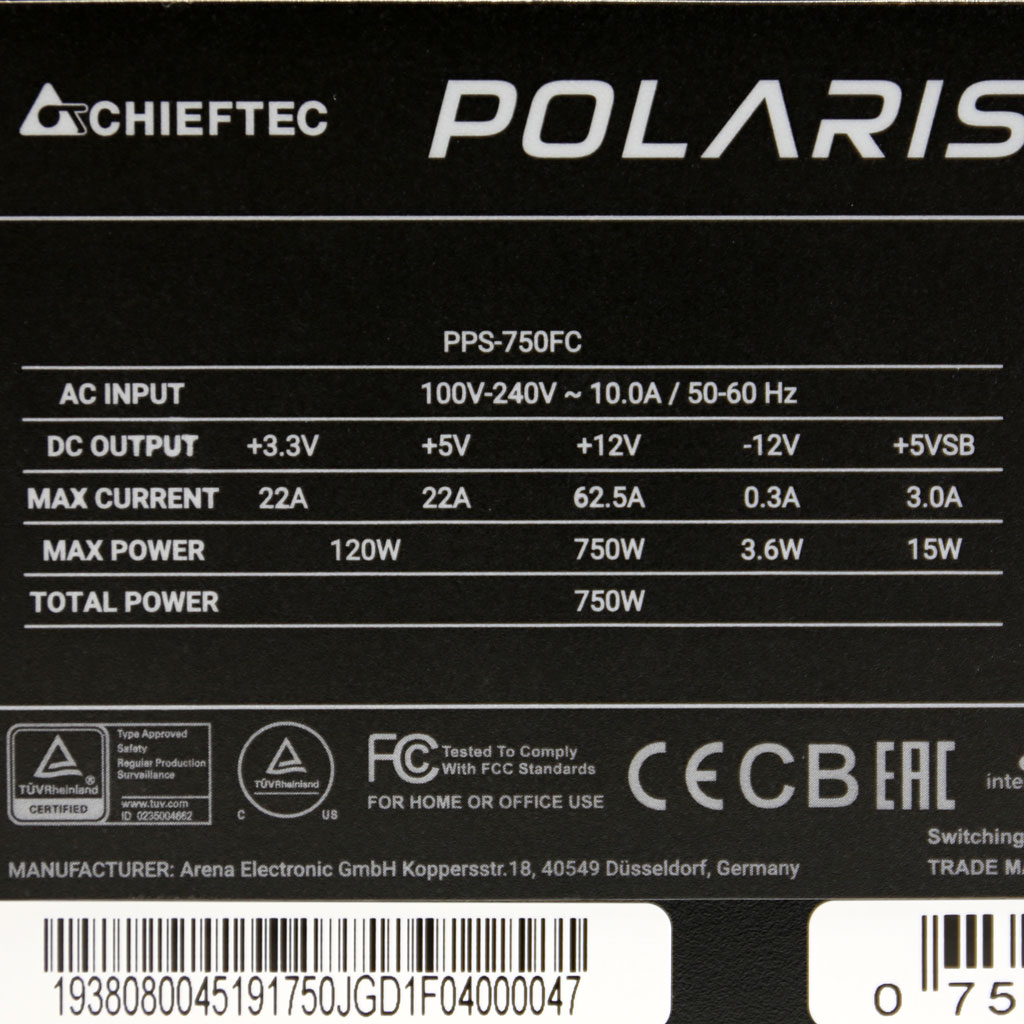 CHIEFTEC POLARIS
PPS-750FC
AC INPUT 100V-240V ~ 10.0A / 50-60 Hz
DC OUTPUT +3.3V +5V +12V -12V +5VSB
MAX CURRENT 22A 22A 62.5A 0.3A 3.0A
MAX POWER 120W 750W 3.6W 15W
TOTAL POWER 750W
Type Approved
Safety
Regular Production
Surveillance
www.tuv.com
ID 0235004662
TÜVRheinland®
CERTIFIED
TÜVRheinland
C US
FC Tested To Comply
With FCC Standards
FOR HOME OR OFFICE USE
CE CB EAC
inte
Switching
TRADE MA
MANUFACTURER: Arena Electronic GmbH Koppersstr.18, 40549 Düsseldorf, Germany
1938080045191750JGD1F04000047
0 75